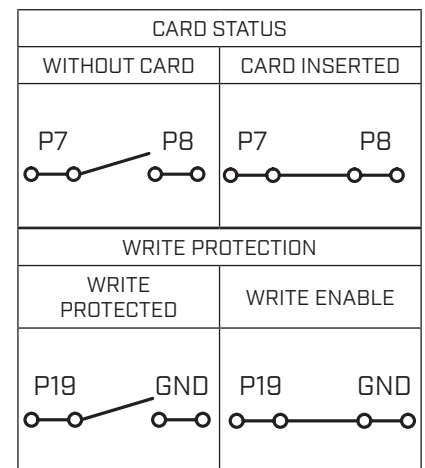 CARD STATUS
WITHOUT CARD CARD INSERTED
P7 P8 P7 P8
WRITE PROTECTION
WRITE
PROTECTED
WRITE ENABLE
P19 GND P19 GND